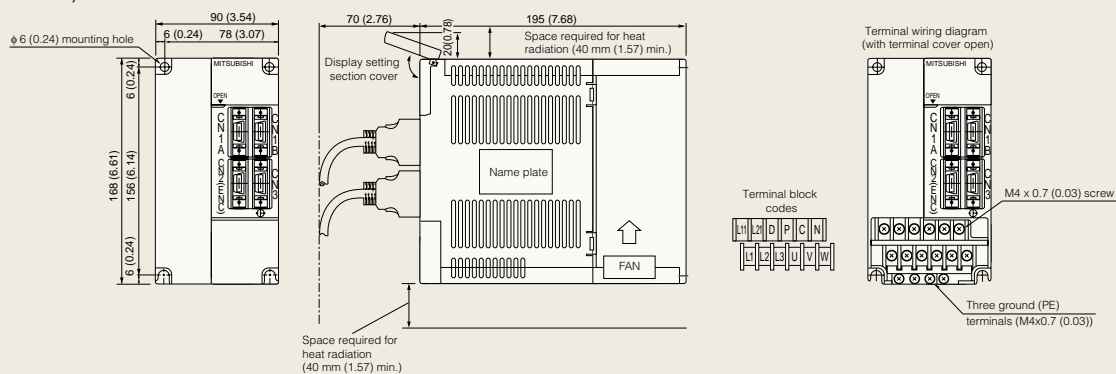 90 (3.54)
6 (0.24)
78 (3.07)
ϕ 6 (0.24) mounting hole
6 (0.24)
168 (6.61)
156 (6.14)
6 (0.24)
MITSUBISHI
OPEN
CN1A
CN1B
CN2(ENC)
CN3
70 (2.76)
195 (7.68)
20(0.78)
Space required for heat
radiation (40 mm (1.57) min.)
Display setting
section cover
Name plate
FAN
Space required for
heat radiation
(40 mm (1.57) min.)
Terminal block
codes
L11 L21 D P C N
L1 L2 L3 U V W
Terminal wiring diagram
(with terminal cover open)
MITSUBISHI
OPEN
CN1A
CN1B
CN2(ENC)
CN3
M4 x 0.7 (0.03) screw
Three ground (PE)
terminals (M4x0.7 (0.03))